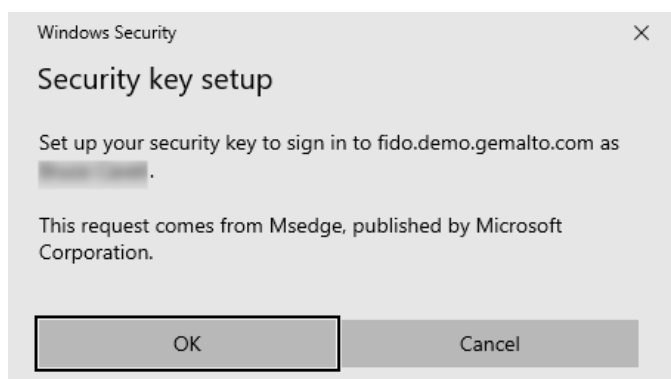 Windows Security
Security key setup
Set up your security key to sign in to fido.demo.gemalto.com as
.
This request comes from Msedge, published by Microsoft
Corporation.
OK
Cancel